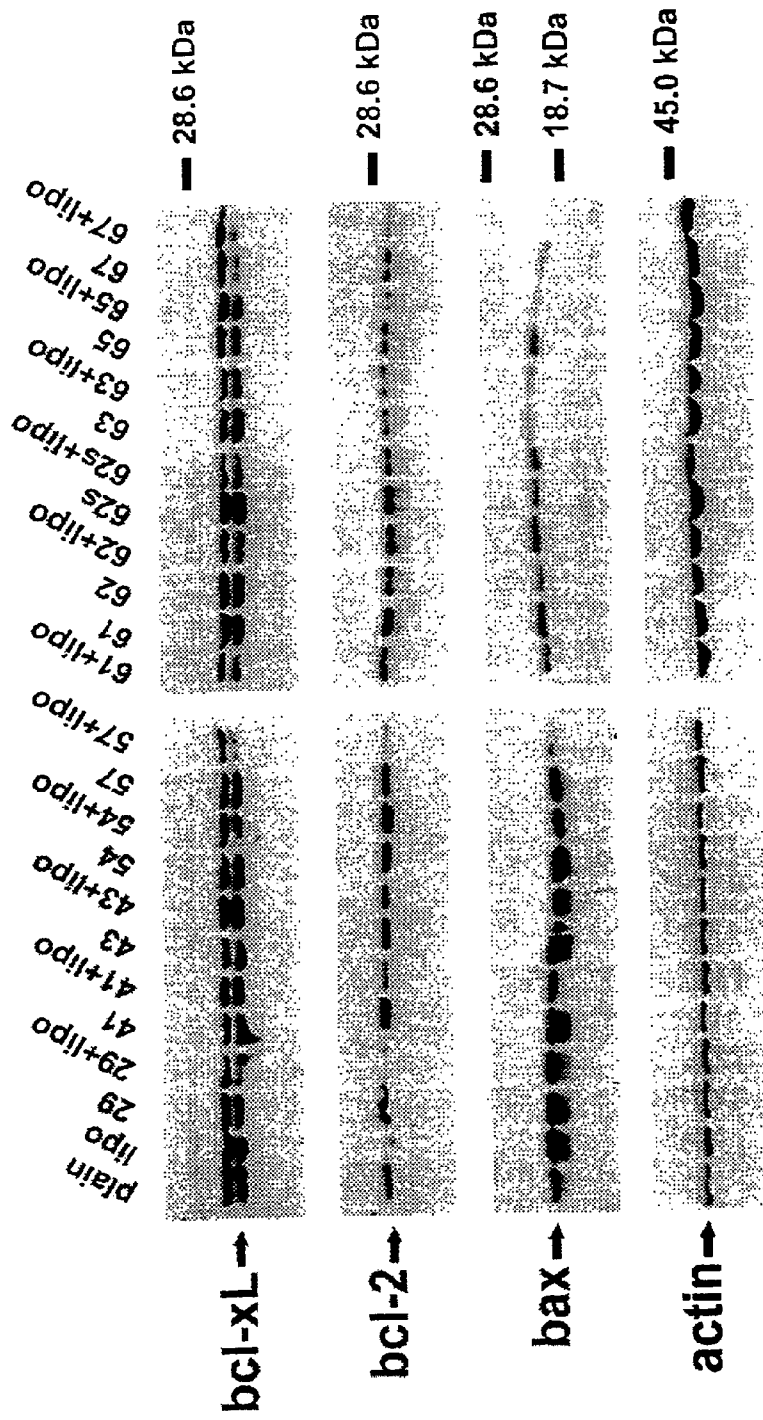 plain
lipo
29
29+lipo
41
41+lipo
43
43+lipo
54
54+lipo
57
57+lipo
61+lipo
61
62
62+lipo
62s
62s+lipo
63
63+lipo
65
65+lipo
67
67+lipo
bcl-xL
28.6 kDa
bcl-2
28.6 kDa
bax
28.6 kDa
18.7 kDa
actin
45.0 kDa